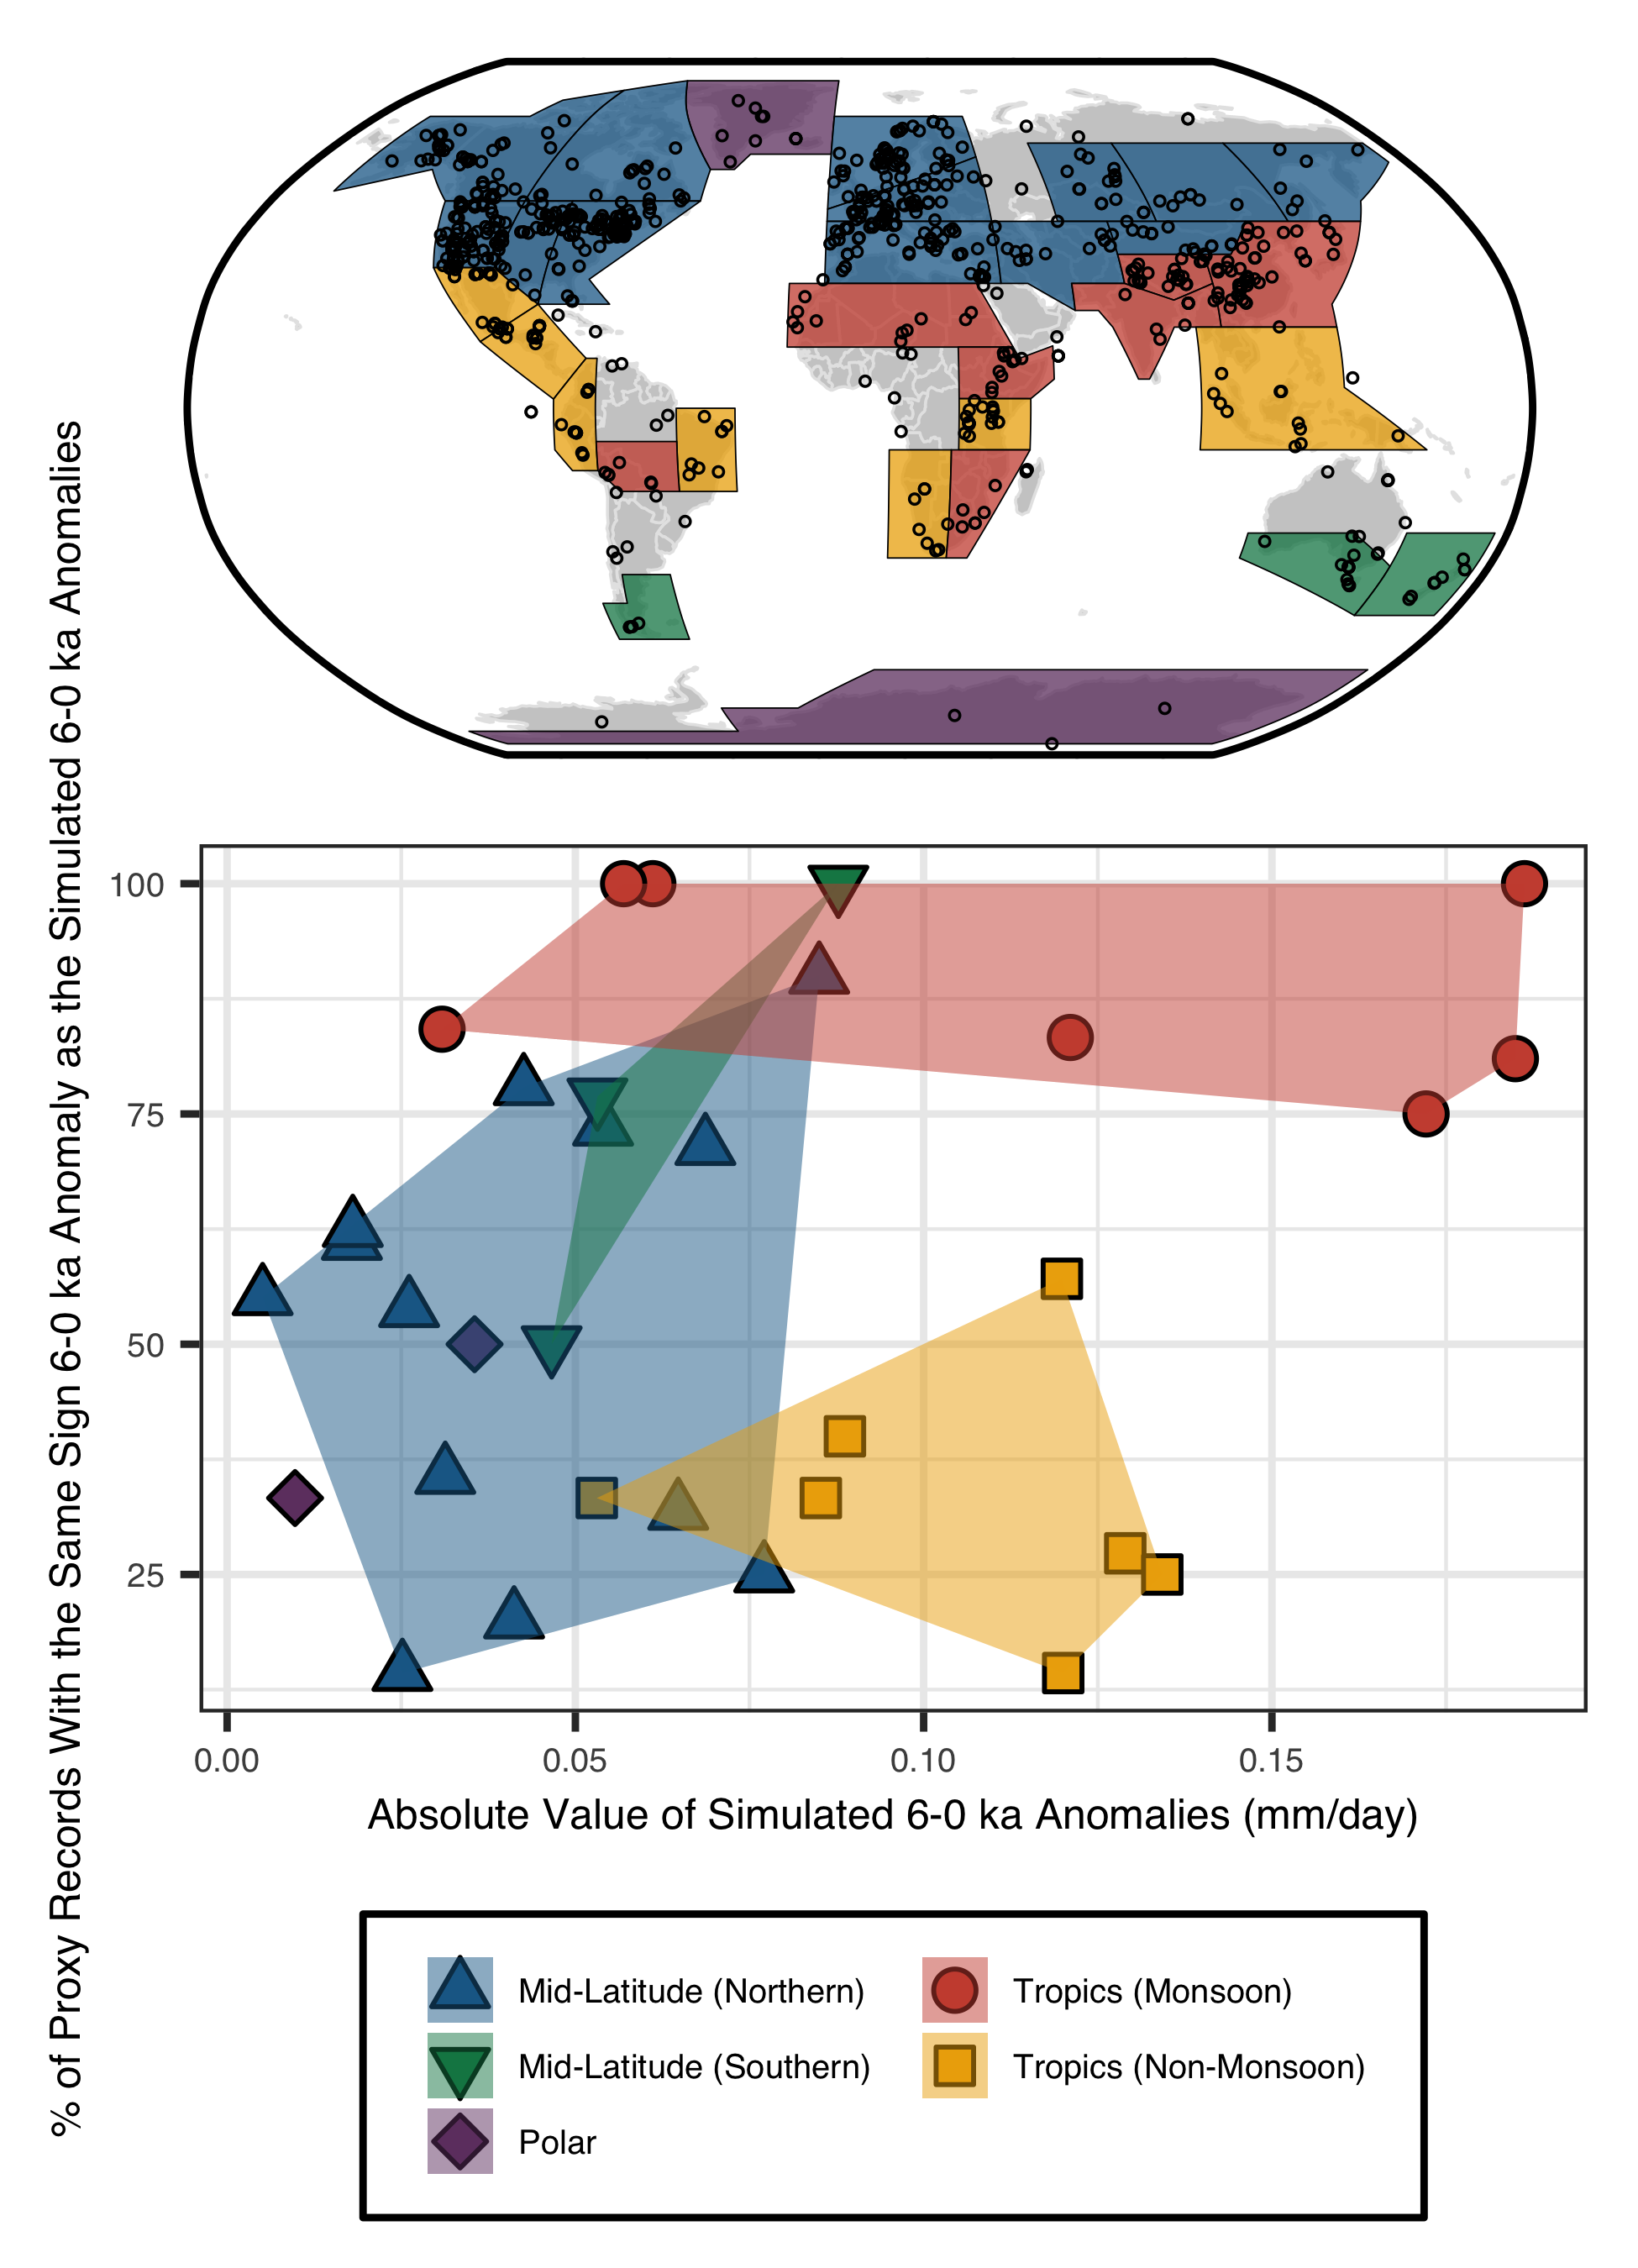 % of Proxy Records With the Same Sign 6-0 ka Anomaly as the Simulated 6-0 ka Anomalies
100
75
50
25
0.00
0.05
0.10
0.15
Absolute Value of Simulated 6-0 ka Anomalies (mm/day)
Mid-Latitude (Northern)
Tropics (Monsoon)
Mid-Latitude (Southern)
Tropics (Non-Monsoon)
Polar